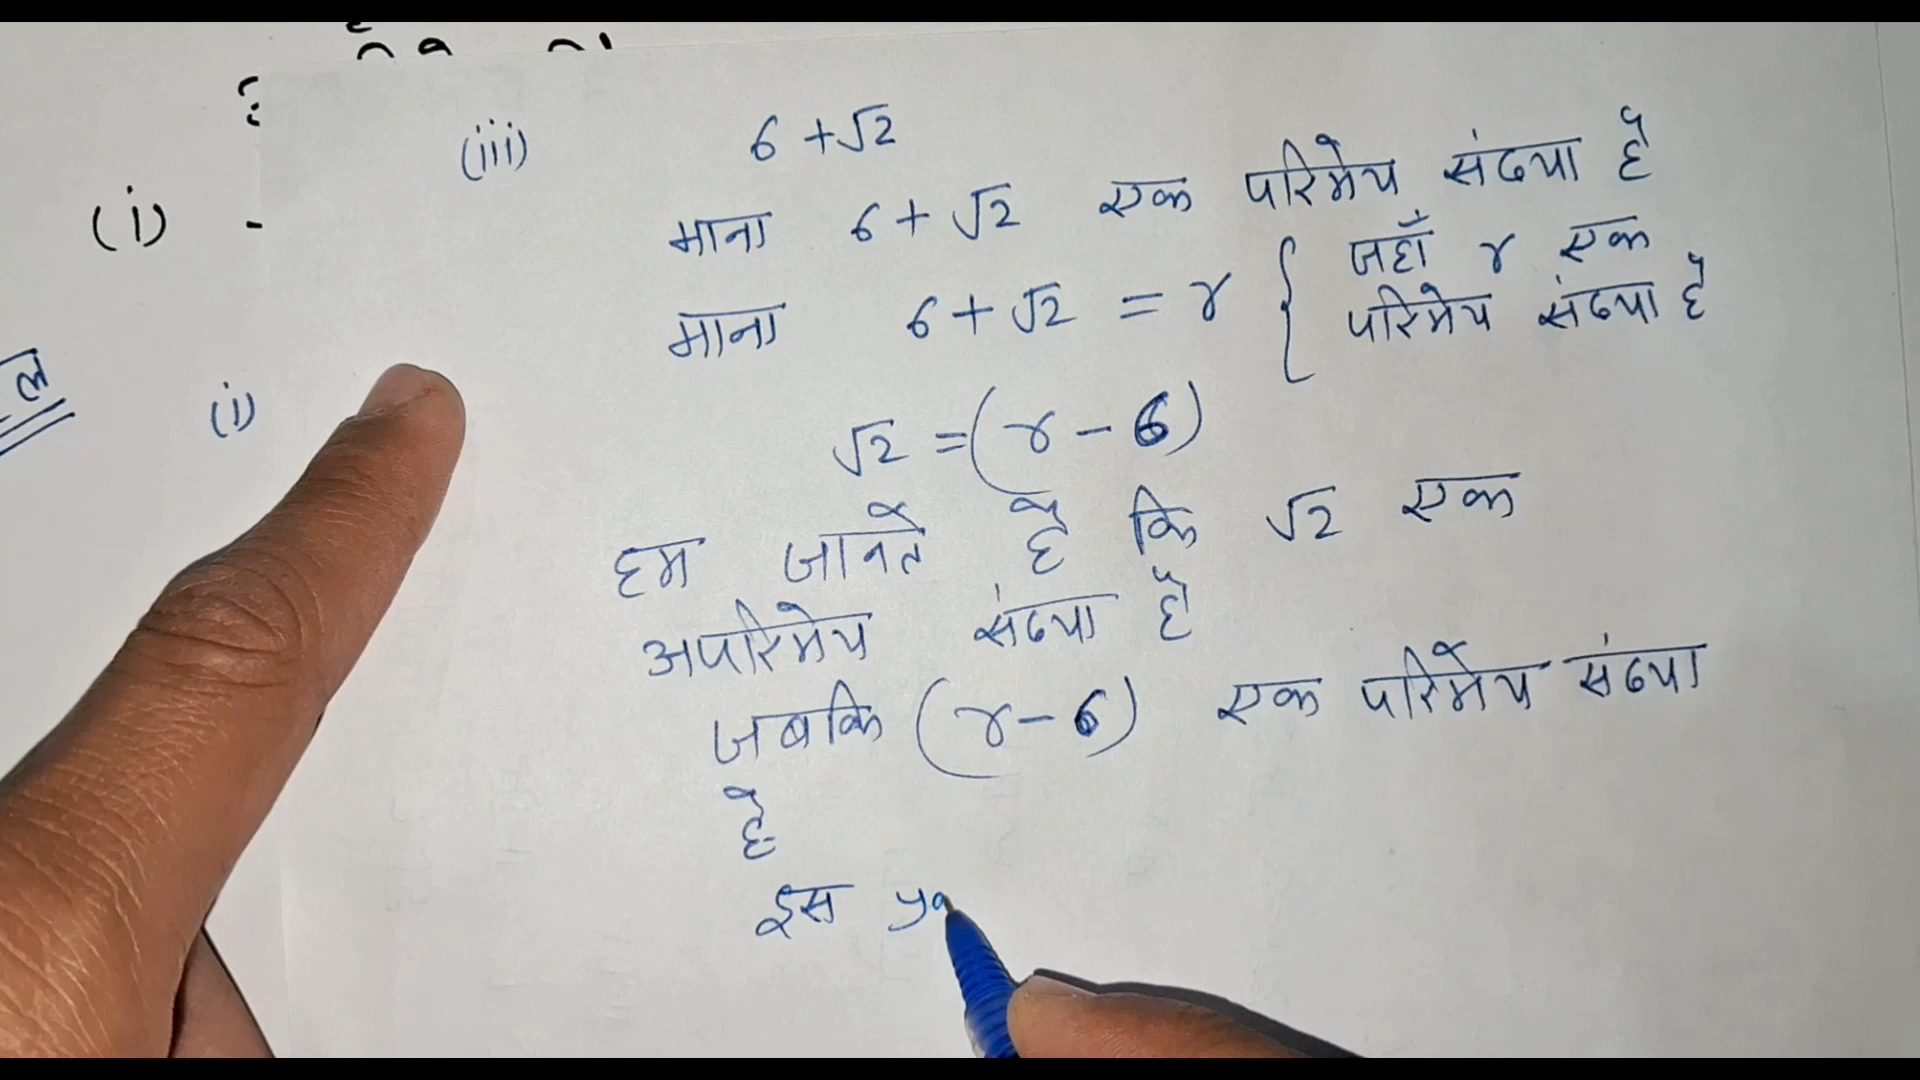 (iii) 6 + √2
माना 6 + √2 एक परिमेय संख्या है
माना 6 + √2 = r { जहाँ r एक
परिमेय संख्या है
√2 = (r - 6)
हम जानते है कि √2 एक
अपरिमेय संख्या है
जबकि (r - 6) एक परिमेय संख्या
है
इस
(i) -
(i)